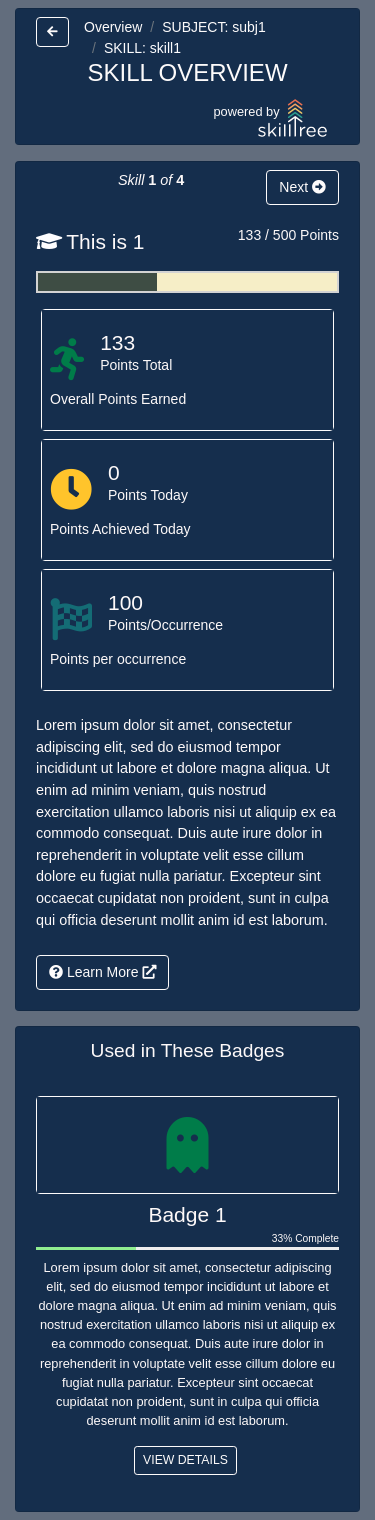 Overview / SUBJECT: subj1
/ SKILL: skill1
SKILL OVERVIEW
powered by
skilltree
Skill 1 of 4
Next
This is 1
133 / 500 Points
133
Points Total
Overall Points Earned
0
Points Today
Points Achieved Today
100
Points/Occurrence
Points per occurrence
Lorem ipsum dolor sit amet, consectetur
adipiscing elit, sed do eiusmod tempor
incididunt ut labore et dolore magna aliqua. Ut
enim ad minim veniam, quis nostrud
exercitation ullamco laboris nisi ut aliquip ex ea
commodo consequat. Duis aute irure dolor in
reprehenderit in voluptate velit esse cillum
dolore eu fugiat nulla pariatur. Excepteur sint
occaecat cupidatat non proident, sunt in culpa
qui officia deserunt mollit anim id est laborum.
Learn More
Used in These Badges
Badge 1
33% Complete
Lorem ipsum dolor sit amet, consectetur adipiscing
elit, sed do eiusmod tempor incididunt ut labore et
dolore magna aliqua. Ut enim ad minim veniam, quis
nostrud exercitation ullamco laboris nisi ut aliquip ex
ea commodo consequat. Duis aute irure dolor in
reprehenderit in voluptate velit esse cillum dolore eu
fugiat nulla pariatur. Excepteur sint occaecat
cupidatat non proident, sunt in culpa qui officia
deserunt mollit anim id est laborum.
VIEW DETAILS